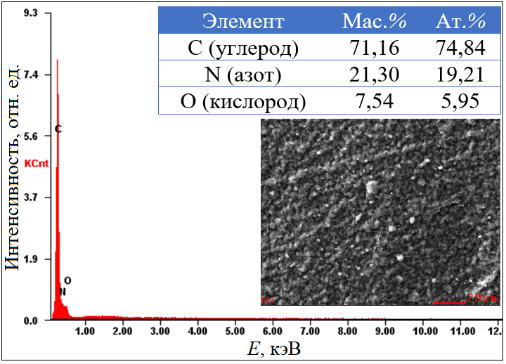 Элемент Мас.% Ат.%
C (углерод) 71,16 74,84
N (азот) 21,30 19,21
O (кислород) 7,54 5,95
Интенсивность, отн. ед.
9.3
7.4
5.6
KCnt
3.7
1.9
0.0
C
O
N
1.00 2.00 3.00 4.00 5.00 6.00 7.00 8.00 9.00 10.00 11.00 12.
E, кэВ